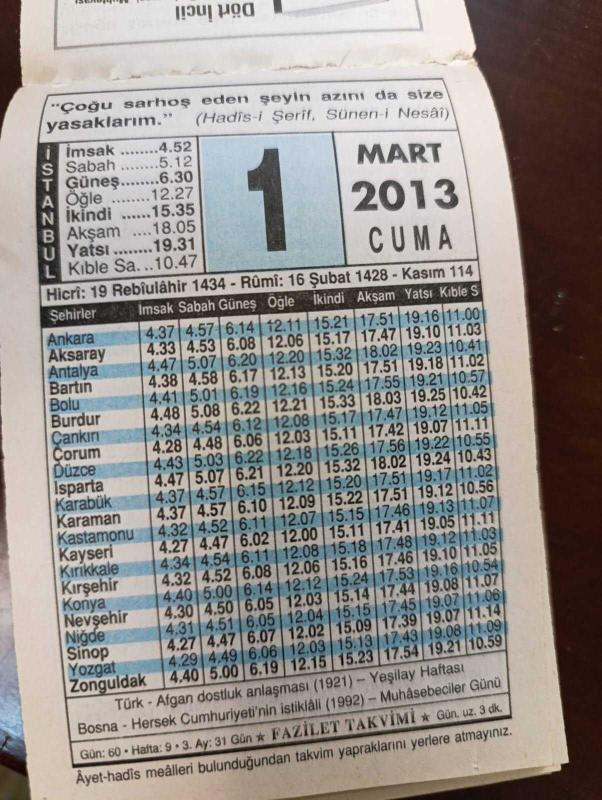 Dört İncil
"Çoğu sarhoş eden şeyin azını da size
yasaklarım." (Hadîs-i Şerîf, Sünen-i Nesâî)
İSTANBUL
İmsak ........4.52
Sabah ........5.12
Güneş........6.30
Öğle .........12.27
İkindi ......15.35
Akşam .....18.05
Yatsı .......19.31
Kıble Sa. ..10.47
1
MART
2013
CUMA
Hicrî: 19 Rebîulâhir 1434 - Rûmî: 16 Şubat 1428 - Kasım 114
Şehirler İmsak Sabah Güneş Öğle İkindi Akşam Yatsı Kıble S
Ankara 4.37 4.57 6.14 12.11 15.21 17.51 19.16 11.00
Aksaray 4.33 4.53 6.08 12.06 15.17 17.47 19.10 11.03
Antalya 4.47 5.07 6.20 12.20 15.32 18.02 19.23 10.41
Bartın 4.38 4.58 6.17 12.13 15.20 17.51 19.18 11.02
Bolu 4.41 5.01 6.19 12.16 15.24 17.55 19.21 10.57
Burdur 4.48 5.08 6.22 12.21 15.33 18.03 19.25 10.42
Çankırı 4.34 4.54 6.12 12.08 15.17 17.47 19.12 11.05
Çorum 4.28 4.48 6.06 12.03 15.11 17.42 19.07 11.11
Düzce 4.43 5.03 6.22 12.18 15.26 17.56 19.22 10.55
Isparta 4.47 5.07 6.21 12.20 15.32 18.02 19.24 10.43
Karabük 4.37 4.57 6.15 12.12 15.20 17.51 19.17 11.02
Karaman 4.37 4.57 6.10 12.09 15.22 17.51 19.12 10.56
Kastamonu 4.32 4.52 6.11 12.07 15.15 17.46 19.13 11.07
Kayseri 4.27 4.47 6.02 12.00 15.11 17.41 19.05 11.11
Kırıkkale 4.34 4.54 6.11 12.08 15.18 17.48 19.12 11.03
Kırşehir 4.32 4.52 6.08 12.06 15.16 17.46 19.10 11.05
Konya 4.40 5.00 6.14 12.12 15.24 17.53 19.16 10.54
Nevşehir 4.30 4.50 6.05 12.03 15.14 17.44 19.08 11.07
Niğde 4.31 4.51 6.05 12.04 15.15 17.45 19.07 11.06
Sinop 4.27 4.47 6.07 12.02 15.09 17.39 19.07 11.14
Yozgat 4.29 4.49 6.06 12.03 15.13 17.43 19.08 11.09
Zonguldak 4.40 5.00 6.19 12.15 15.23 17.54 19.21 10.59
Türk - Afgan dostluk anlaşması (1921) – Yeşilay Haftası
Bosna - Hersek Cumhuriyeti'nin istiklâli (1992) – Muhâsebeciler Günü
Gün: 60 • Hafta: 9 • 3. Ay: 31 Gün ★ FAZİLET TAKVİMİ ★ Gün. uz. 3 dk.
Âyet-hadîs meâlleri bulunduğundan takvim yapraklarını yerlere atmayınız.